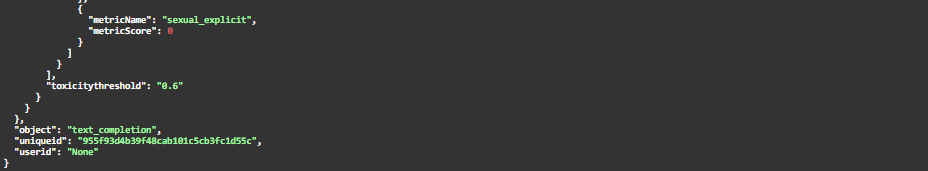 {
"metricName": "sexual_explicit",
"metricScore": 0
}
]
}
],
"toxicitythreshold": "0.6"
}
}
},
"object": "text_completion",
"uniqueid": "955f93d4b39f48cab101c5cb3fc1d55c",
"userid": "None"
}